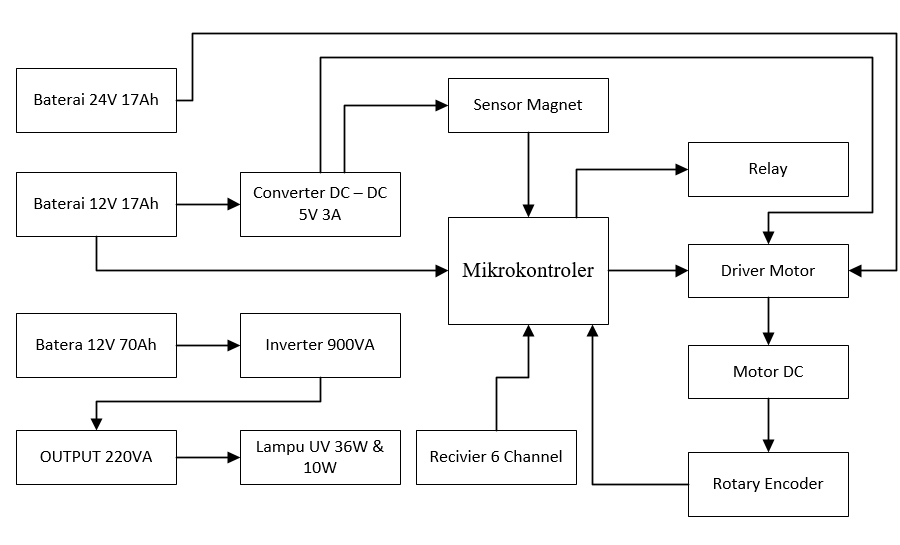 Baterai 24V 17Ah
Sensor Magnet
Relay
Baterai 12V 17Ah
Converter DC – DC
5V 3A
Mikrokontroler
Driver Motor
Batera 12V 70Ah
Inverter 900VA
Motor DC
OUTPUT 220VA
Lampu UV 36W &
10W
Recivier 6 Channel
Rotary Encoder